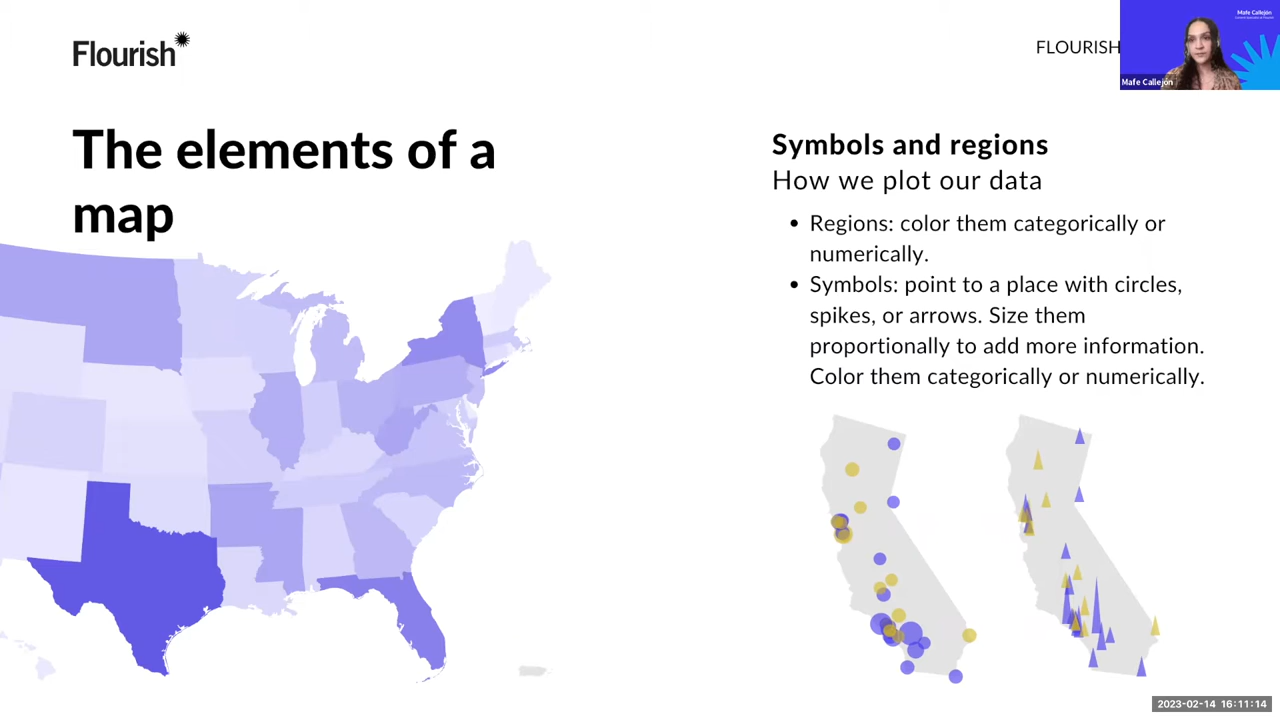 Flourish
FLOURISH
Mafe Callejón
Mafe Callejón
The elements of a
map
Symbols and regions
How we plot our data
• Regions: color them categorically or
numerically.
• Symbols: point to a place with circles,
spikes, or arrows. Size them
proportionally to add more information.
Color them categorically or numerically.
2023-02-14 16:11:14